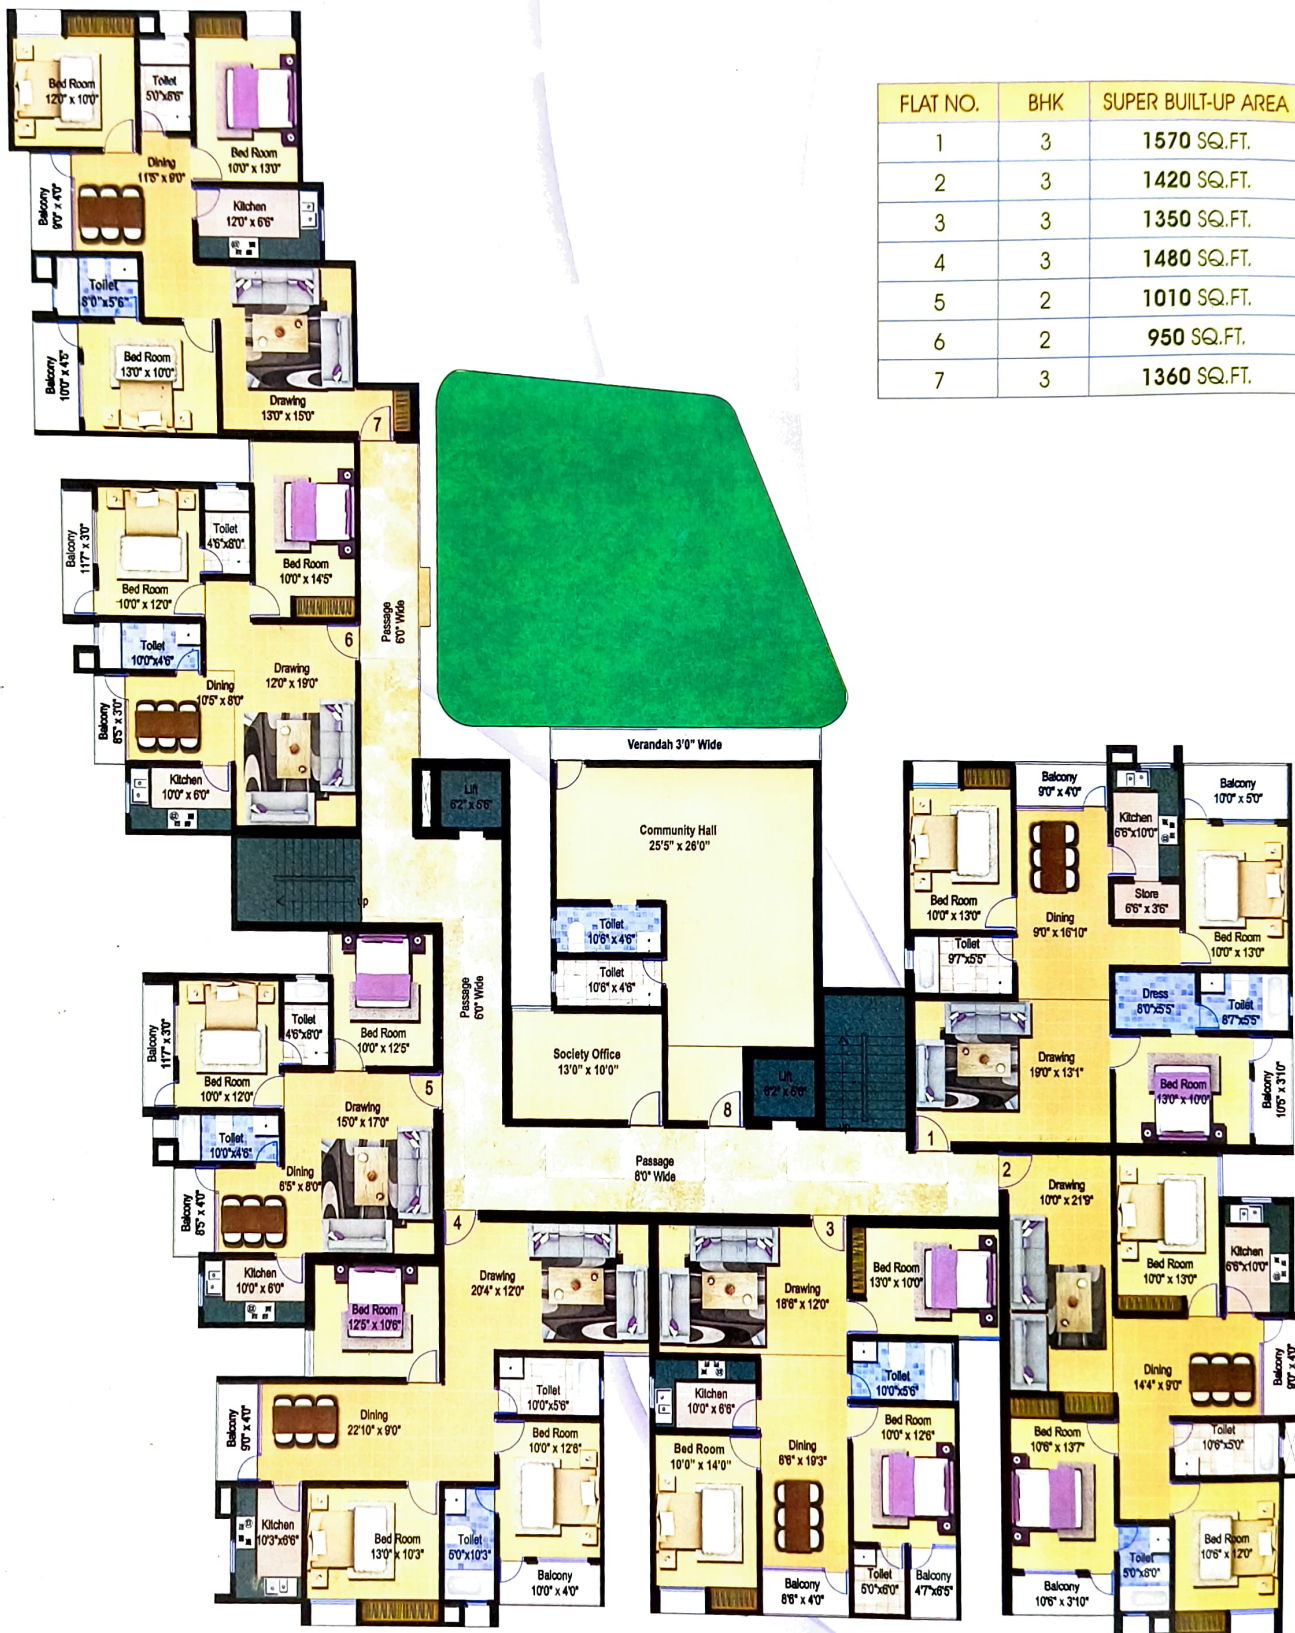 FLAT NO. BHK SUPER BUILT-UP AREA
1 3 1570 SQ.FT.
2 3 1420 SQ.FT.
3 3 1350 SQ.FT.
4 3 1480 SQ.FT.
5 2 1010 SQ.FT.
6 2 950 SQ.FT.
7 3 1360 SQ.FT.
Bed Room
12'0" x 10'0"
Toilet
Bed Room
10'0" x 13'0"
Dining
11'5" x 9'0"
Balcony
9'0" x 4'0"
Kitchen
12'0" x 6'6"
Toilet
8'0"x5'6"
Balcony
Bed Room
13'0" x 10'0"
Drawing
13'0" x 15'0"
7
Balcony
11'7" x 3'0"
Toilet
4'6"x8'0"
Bed Room
10'0" x 14'5"
Bed Room
10'0" x 12'0"
Passage
6'0" Wide
6
Toilet
10'0"x4'6"
Drawing
12'0" x 19'0"
Dining
10'5" x 8'0"
Balcony
Kitchen
10'0" x 6'0"
Verandah 3'0" Wide
Lift
6'2" x 5'6"
Community Hall
25'5" x 26'0"
up
Toilet
10'6" x 4'6"
Toilet
10'6" x 4'6"
Passage
6'0" Wide
Society Office
13'0" x 10'0"
Lift
6'2" x 5'6"
8
Passage
8'0" Wide
Balcony
11'7" x 3'0"
Toilet
4'6"x8'0"
Bed Room
10'0" x 12'5"
Bed Room
10'0" x 12'0"
5
Drawing
15'0" x 17'0"
Toilet
10'0"x4'6"
Dining
6'5" x 8'0"
Balcony
Kitchen
10'0" x 6'0"
Balcony
9'0" x 4'0"
Balcony
10'0" x 5'0"
Kitchen
6'6"x10'0"
Store
6'6" x 3'6"
Bed Room
10'0" x 13'0"
Dining
9'0" x 16'10"
Bed Room
10'0" x 13'0"
Toilet
9'7"x5'5"
Dress
8'0"x5'5"
Toilet
8'7"x5'5"
Drawing
19'0" x 13'1"
Bed Room
13'0" x 10'0"
Balcony
10'5" x 3'10"
1
2
Drawing
10'0" x 21'9"
Bed Room
10'0" x 13'0"
Kitchen
6'6"x10'0"
Dining
14'4" x 9'0"
Balcony
9'0" x 4'0"
Bed Room
10'6" x 13'7"
Toilet
10'6"x5'0"
Bed Room
10'6" x 12'0"
Toilet
5'0"x8'0"
Balcony
10'6" x 3'10"
4
Drawing
20'4" x 12'0"
Bed Room
12'5" x 10'6"
Toilet
10'0"x5'6"
Dining
22'10" x 9'0"
Balcony
9'0" x 4'0"
Bed Room
10'0" x 12'6"
Kitchen
10'3"x6'6"
Bed Room
13'0" x 10'3"
Toilet
5'0"x10'3"
Balcony
10'0" x 4'0"
3
Drawing
18'6" x 12'0"
Bed Room
13'0" x 10'0"
Toilet
10'0"x5'6"
Kitchen
10'0" x 6'6"
Bed Room
10'0" x 12'6"
Bed Room
10'0" x 14'0"
Dining
8'6" x 19'3"
Balcony
8'6" x 4'0"
Toilet
5'0"x6'0"
Balcony
4'7"x6'5"